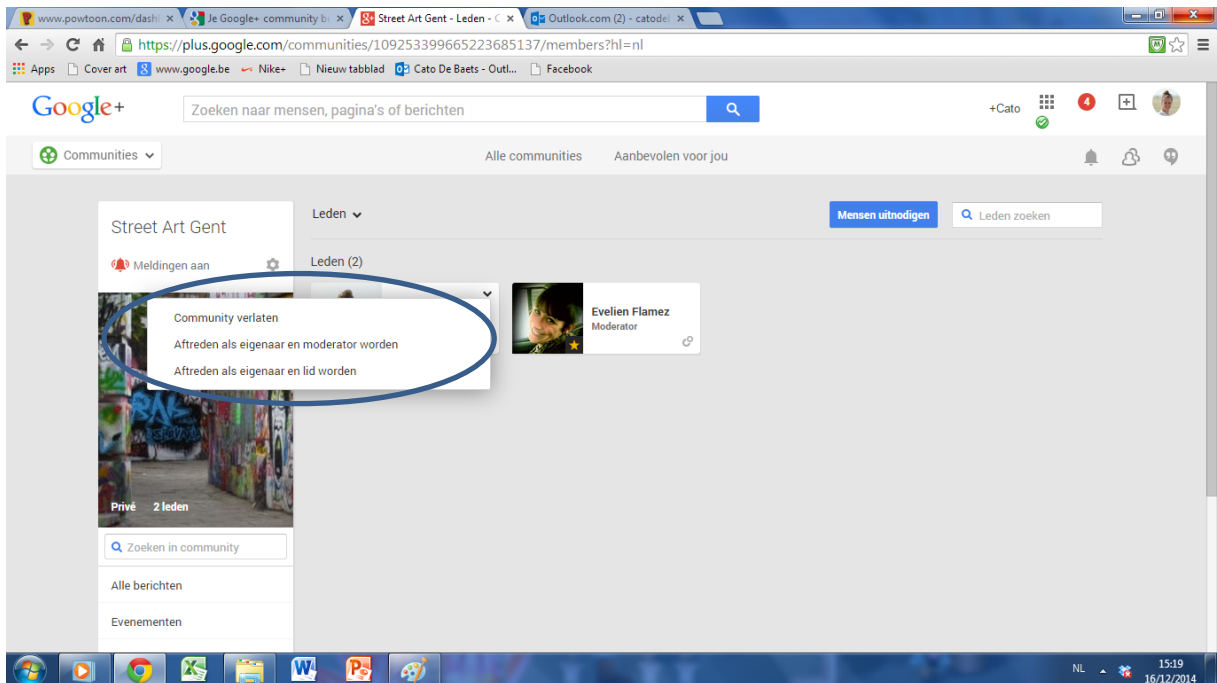 www.powtoon.com/dashl
Je Google+ community b
Street Art Gent - Leden - C
Outlook.com (2) - catodel
https://plus.google.com/communities/109253399665223685137/members?hl=nl
Apps Cover art www.google.be Nike+ Nieuw tabblad Cato De Baets - Outl... Facebook
Google+ Zoeken naar mensen, pagina's of berichten +Cato 4
Communities Alle communities Aanbevolen voor jou
Street Art Gent
Meldingen aan
Leden Mensen uitnodigen Leden zoeken
Leden (2)
Community verlaten
Aftreden als eigenaar en moderator worden
Aftreden als eigenaar en lid worden
Evelien Flamez
Moderator
Privé 2 leden
Zoeken in community
Alle berichten
Evenementen
NL 15:19
16/12/2014